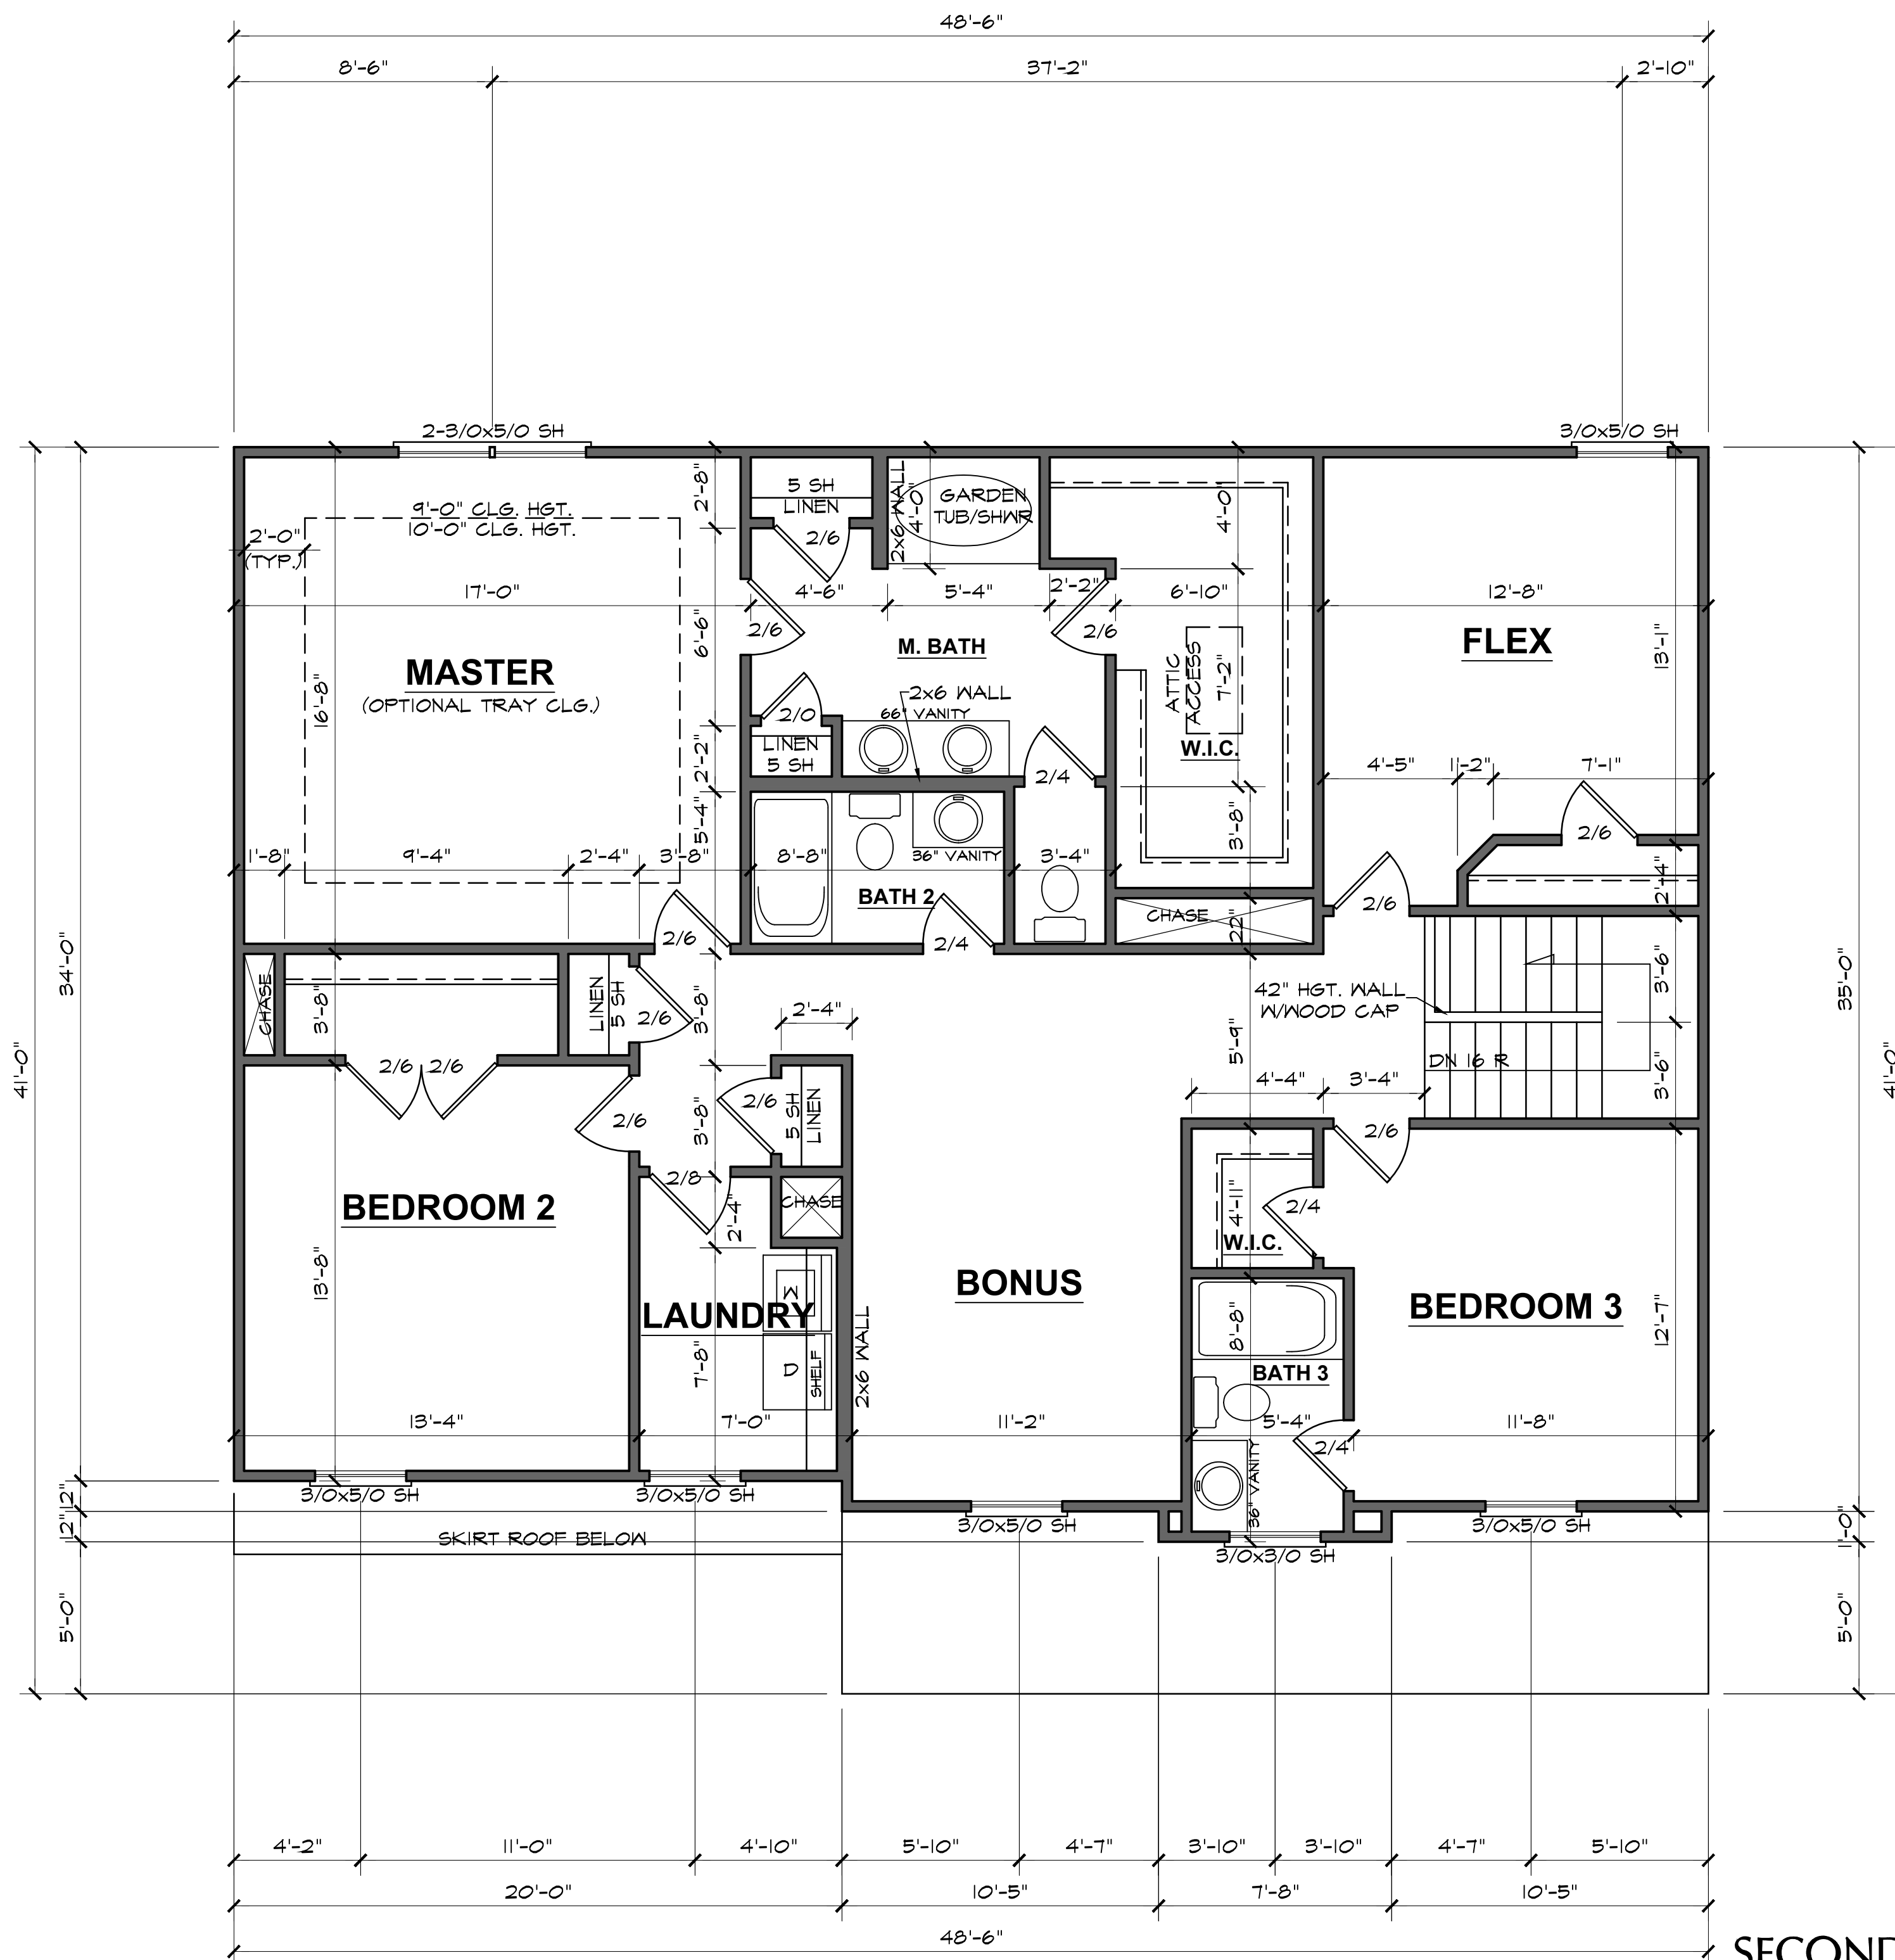 48'-6"
8'-6" 37'-2" 2'-10"
2-3/0x5/0 SH 3/0x5/0 SH
9'-0" CLG. HGT.
10'-0" CLG. HGT.
2'-0"
(TYP.)
2'-8"
5 SH
LINEN
2/6
2x6 WALL
4'-0"
GARDEN
TUB/SHWR
4'-0"
17'-0" 4'-6" 5'-4" 2'-2" 6'-10" 12'-8"
2/6 2/6
6'-6"
M. BATH
FLEX
13'-1"
MASTER
(OPTIONAL TRAY CLG.)
16'-8"
ATTIC
ACCESS
7'-2"
2x6 WALL
66" VANITY
2/0
LINEN
5 SH
2'-2"
W.I.C.
2/4
4'-5" 1'-2" 7'-1"
2/6
5'-4"
3'-8"
1'-8" 9'-4" 2'-4" 3'-8" 8'-8" 36" VANITY 3'-4"
2'-4"
BATH 2
2/6
2/4
CHASE
22"
2/6
34'-0"
35'-0"
CHASE
3'-8"
LINEN
5 SH
2/6
3'-8"
2'-4"
42" HGT. WALL
W/WOOD CAP
3'-6"
5'-9"
41'-0"
41'-0"
2/6 2/6
DN 16 R
3'-6"
4'-4" 3'-4"
2/6
3'-8"
2/6
5 SH
LINEN
2/6
2/8
CHASE
2'-4"
4'-11"
2/4
W.I.C.
BEDROOM 2
13'-8"
BONUS
BEDROOM 3
LAUNDRY
W
D
SHELF
7'-8"
2x6 WALL
8'-8"
BATH 3
12'-7"
13'-4" 7'-0" 11'-2" 5'-4" 11'-8"
2/4
36" VANITY
3/0x5/0 SH 3/0x5/0 SH
3/0x5/0 SH 3/0x5/0 SH
3/0x3/0 SH
12"
12"
1'-0"
SKIRT ROOF BELOW
5'-0" 5'-0"
4'-2" 11'-0" 4'-10" 5'-10" 4'-7" 3'-10" 3'-10" 4'-7" 5'-10"
20'-0" 10'-5" 7'-8" 10'-5"
48'-6"
SECOND